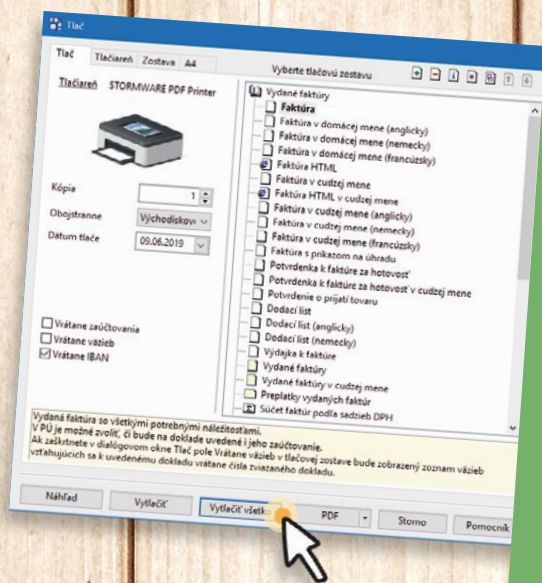 Tlač
Tlač Tlačiareň Zostava A4
Tlačiareň STORMWARE PDF Printer
Kópia 1
Obojstranne Východiskov
Dátum tlače 09.06.2019
Vrátane zaúčtovania
Vrátane väzieb
Vrátane IBAN
Vyberte tlačovú zostavu
Vydané faktúry
Faktúra
Faktúra v domácej mene (anglicky)
Faktúra v domácej mene (nemecky)
Faktúra v domácej mene (francúzsky)
Faktúra HTML
Faktúra v cudzej mene
Faktúra HTML v cudzej mene
Faktúra v cudzej mene (anglicky)
Faktúra v cudzej mene (nemecky)
Faktúra v cudzej mene (francúzsky)
Faktúra s príkazom na úhradu
Potvrdenka k faktúre za hotovosť
Potvrdenka k faktúre za hotovosť v cudzej mene
Potvrdenie o prijatí tovaru
Dodací list
Dodací list (anglicky)
Dodací list (nemecky)
Výdajka k faktúre
Vydané faktúry
Vydané faktúry v cudzej mene
Preplatky vydaných faktúr
Súčet faktúr podľa sadzieb DPH
Vydaná faktúra so všetkými potrebnými náležitosťami.
V PÚ je možné zvoliť, či bude na doklade uvedené i jeho zaúčtovanie.
Ak zaškrtnete v dialógovom okne Tlač pole Vrátane väzieb v tlačovej zostave bude zobrazený zoznam väzieb
vzťahujúcich sa k uvedenému dokladu vrátane čísla zviazaného dokladu.
Náhľad Vytlačiť Vytlačiť všetko PDF Storno Pomocník